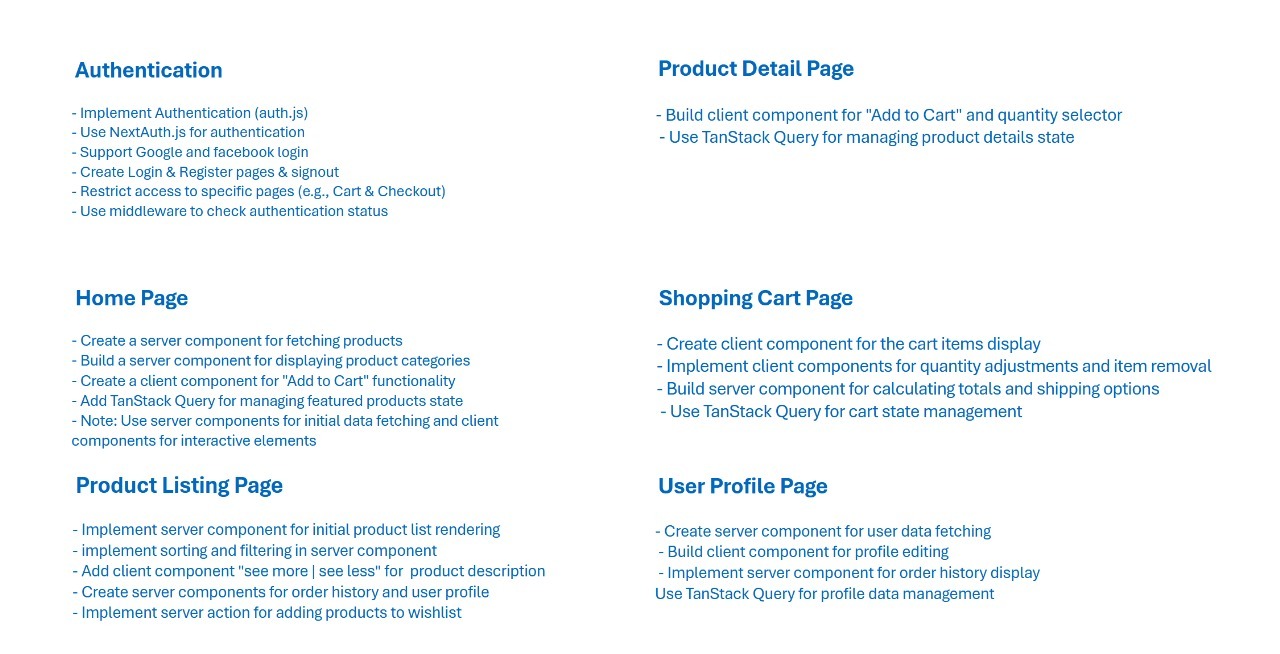 Authentication
- Implement Authentication (auth.js)
- Use NextAuth.js for authentication
- Support Google and facebook login
- Create Login & Register pages & signout
- Restrict access to specific pages (e.g., Cart & Checkout)
- Use middleware to check authentication status
Home Page
- Create a server component for fetching products
- Build a server component for displaying product categories
- Create a client component for "Add to Cart" functionality
- Add TanStack Query for managing featured products state
- Note: Use server components for initial data fetching and client
components for interactive elements
Product Listing Page
- Implement server component for initial product list rendering
- implement sorting and filtering in server component
- Add client component "see more | see less" for  product description
- Create server components for order history and user profile
- Implement server action for adding products to wishlist
Product Detail Page
- Build client component for "Add to Cart" and quantity selector
- Use TanStack Query for managing product details state
Shopping Cart Page
- Create client component for the cart items display
- Implement client components for quantity adjustments and item removal
- Build server component for calculating totals and shipping options
- Use TanStack Query for cart state management
User Profile Page
- Create server component for user data fetching
- Build client component for profile editing
- Implement server component for order history display
Use TanStack Query for profile data management